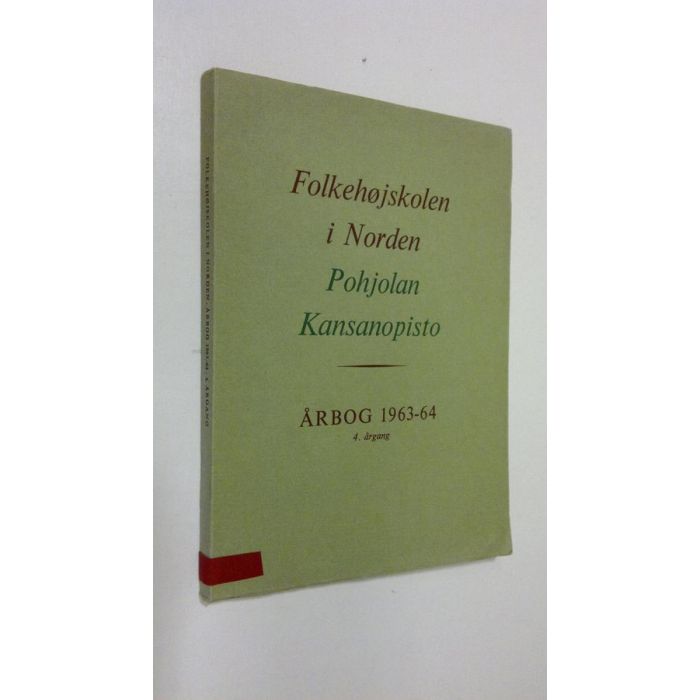 Folkehøjskolen
i Norden
Pohjolan
Kansanopisto
ÅRBOG 1963-64
4. årgang
FOLKEHØJSKOLEN I NORDEN. ÅRBOG 1963-64 4. ÅRGANG